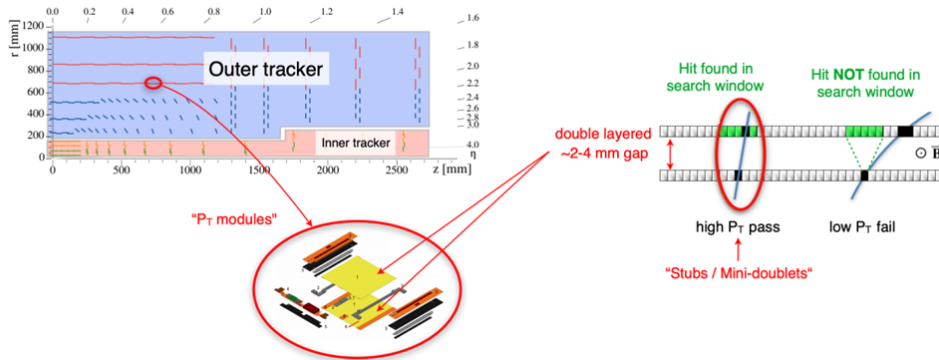 0.0 0.2 0.4 0.6 0.8 1.0 1.2 1.4 1.6
r [mm]
1200
1000
800
600
400
200
0
1.8
2.0
2.2
2.4
2.6
2.8
3.0
4.0
η
Outer tracker
Inner tracker
0 500 1000 1500 2000 2500
z [mm]
"PT modules"
double layered
~2-4 mm gap
Hit found in
search window
Hit NOT found in
search window
⊙ B
high PT pass
low PT fail
"Stubs / Mini-doublets"